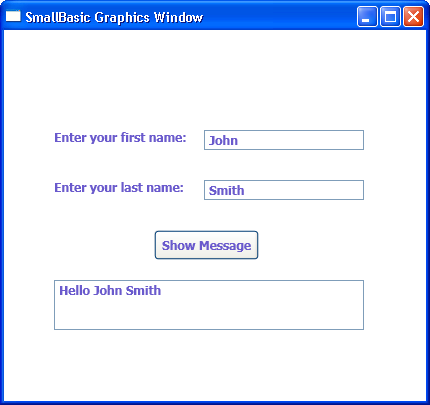 SmallBasic Graphics Window
Enter your first name: John
Enter your last name: Smith
Show Message
Hello John Smith